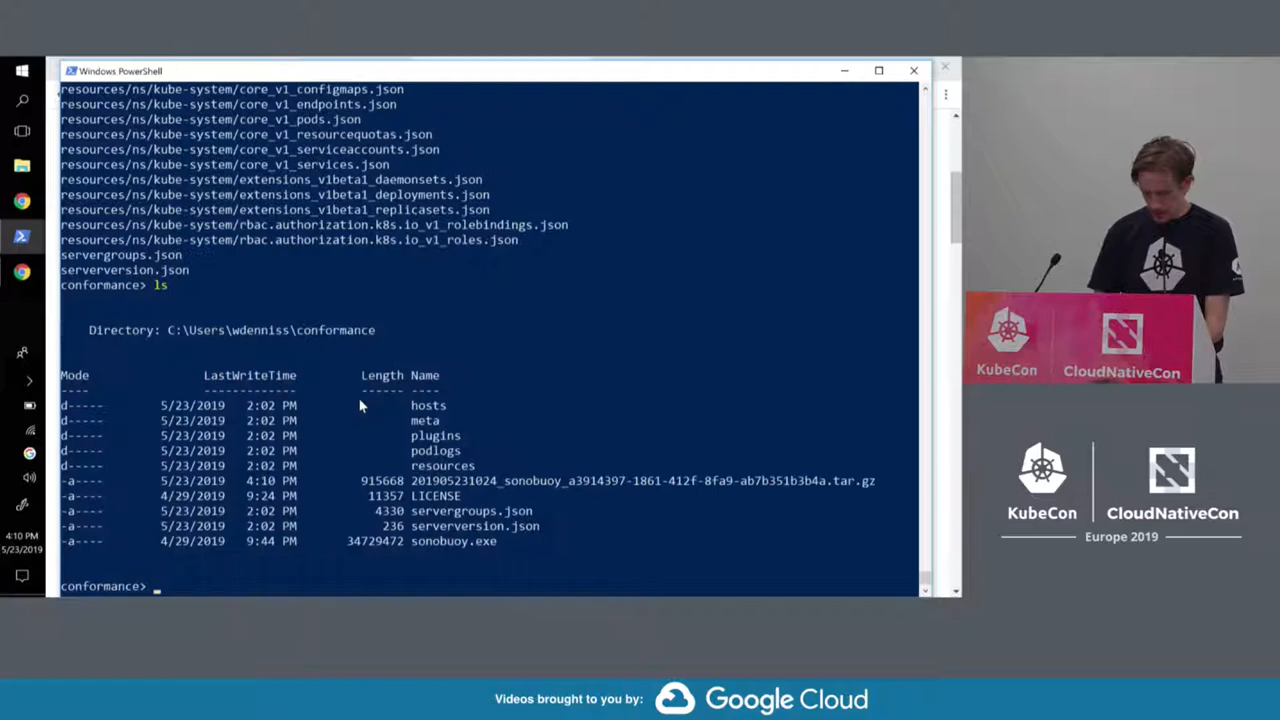 Windows PowerShell
resources/ns/kube-system/core_v1_configmaps.json
resources/ns/kube-system/core_v1_endpoints.json
resources/ns/kube-system/core_v1_pods.json
resources/ns/kube-system/core_v1_resourcequotas.json
resources/ns/kube-system/core_v1_serviceaccounts.json
resources/ns/kube-system/core_v1_services.json
resources/ns/kube-system/extensions_v1beta1_daemonsets.json
resources/ns/kube-system/extensions_v1beta1_deployments.json
resources/ns/kube-system/extensions_v1beta1_replicasets.json
resources/ns/kube-system/rbac.authorization.k8s.io_v1_rolebindings.json
resources/ns/kube-system/rbac.authorization.k8s.io_v1_roles.json
servergroups.json
serverversion.json
conformance> ls
Directory: C:\Users\wdenniss\conformance
Mode LastWriteTime Length Name
---- ------------- ------ ----
d----- 5/23/2019 2:02 PM hosts
d----- 5/23/2019 2:02 PM meta
d----- 5/23/2019 2:02 PM plugins
d----- 5/23/2019 2:02 PM podlogs
d----- 5/23/2019 2:02 PM resources
-a---- 5/23/2019 4:10 PM 915668 201905231024_sonobuoy_a3914397-1861-412f-8fa9-ab7b351b3b4a.tar.gz
-a---- 4/29/2019 9:24 PM 11357 LICENSE
-a---- 5/23/2019 2:02 PM 4330 servergroups.json
-a---- 5/23/2019 2:02 PM 236 serverversion.json
-a---- 4/29/2019 9:44 PM 34729472 sonobuoy.exe
conformance>
4:10 PM
5/23/2019
KubeCon
CloudNativeCon
KubeCon
CloudNativeCon
Europe 2019
Videos brought to you by: Google Cloud